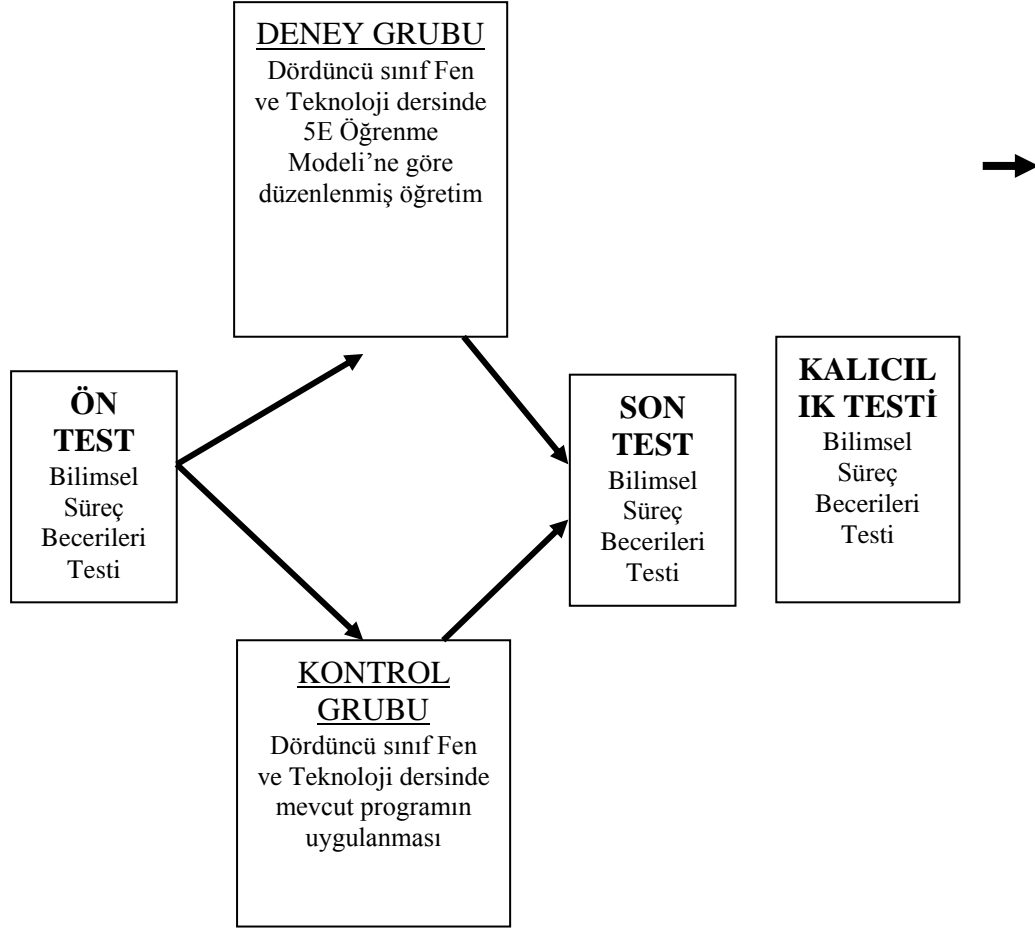 DENEY GRUBU
Dördüncü sınıf Fen
ve Teknoloji dersinde
5E Öğrenme
Modeli’ne göre
düzenlenmiş öğretim
ÖN
TEST
Bilimsel
Süreç
Becerileri
Testi
SON
TEST
Bilimsel
Süreç
Becerileri
Testi
KALICIL
IK TESTİ
Bilimsel
Süreç
Becerileri
Testi
KONTROL
GRUBU
Dördüncü sınıf Fen
ve Teknoloji dersinde
mevcut programın
uygulanması